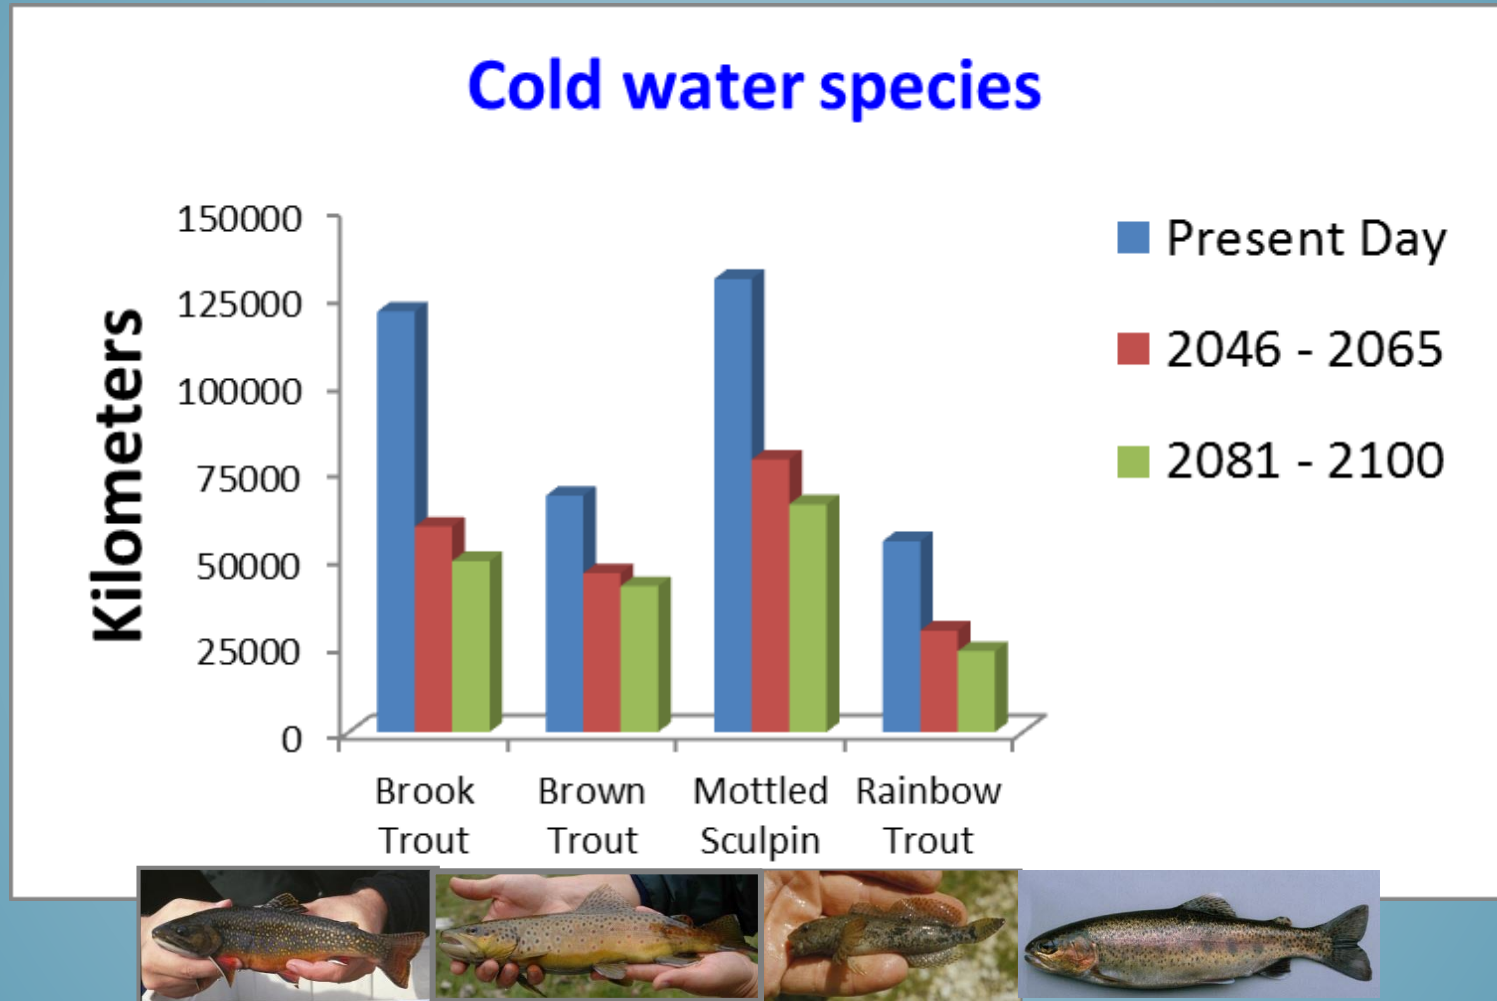 Cold water species
Kilometers
150000
125000
100000
75000
50000
25000
0
Present Day
2046 - 2065
2081 - 2100
Brook Trout
Brown Trout
Mottled Sculpin
Rainbow Trout